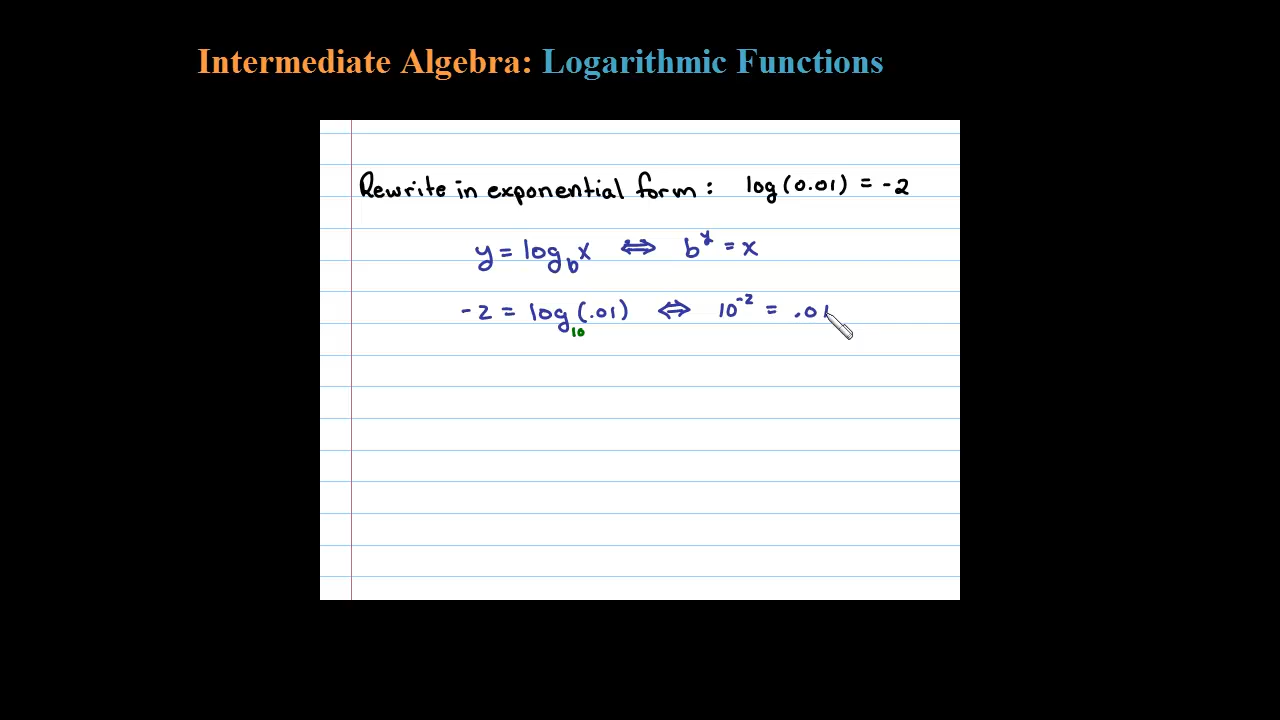 Intermediate Algebra: Logarithmic Functions
Rewrite in exponential form : log(0.01) = -2
y = log_b x ⟺ b^y = x
-2 = log_10(.01) ⟺ 10^-2 = .01